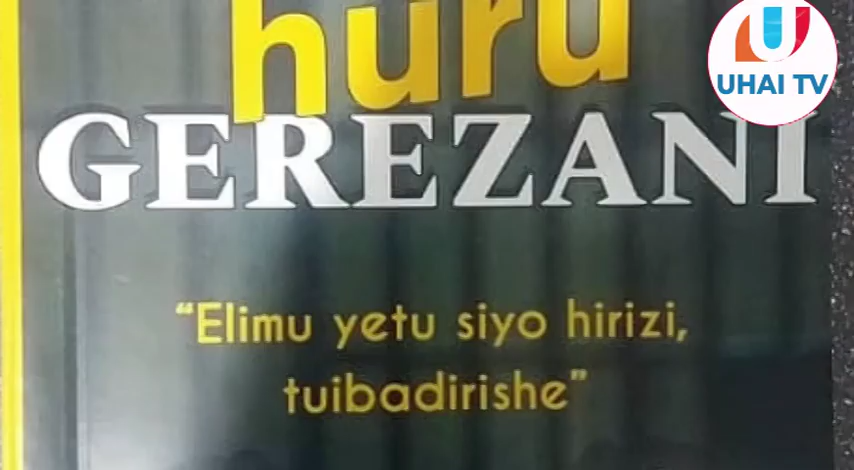 huru
UHAI TV
GEREZANI
“Elimu yetu siyo hirizi,
tuibadirishe”